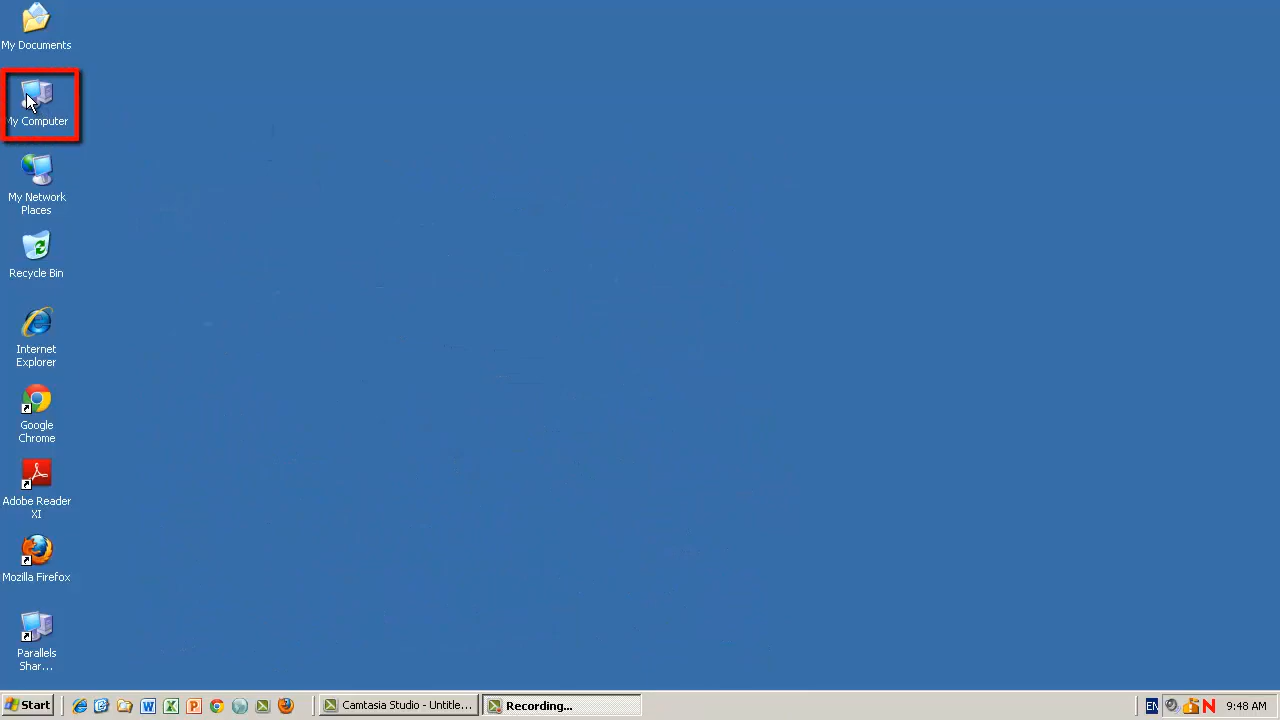 My Documents
My Computer
My Network
Places
Recycle Bin
Internet
Explorer
Google
Chrome
Adobe Reader
XI
Mozilla Firefox
Parallels
Shar...
Start
Camtasia Studio - Untitle...
Recording...
EN
9:48 AM